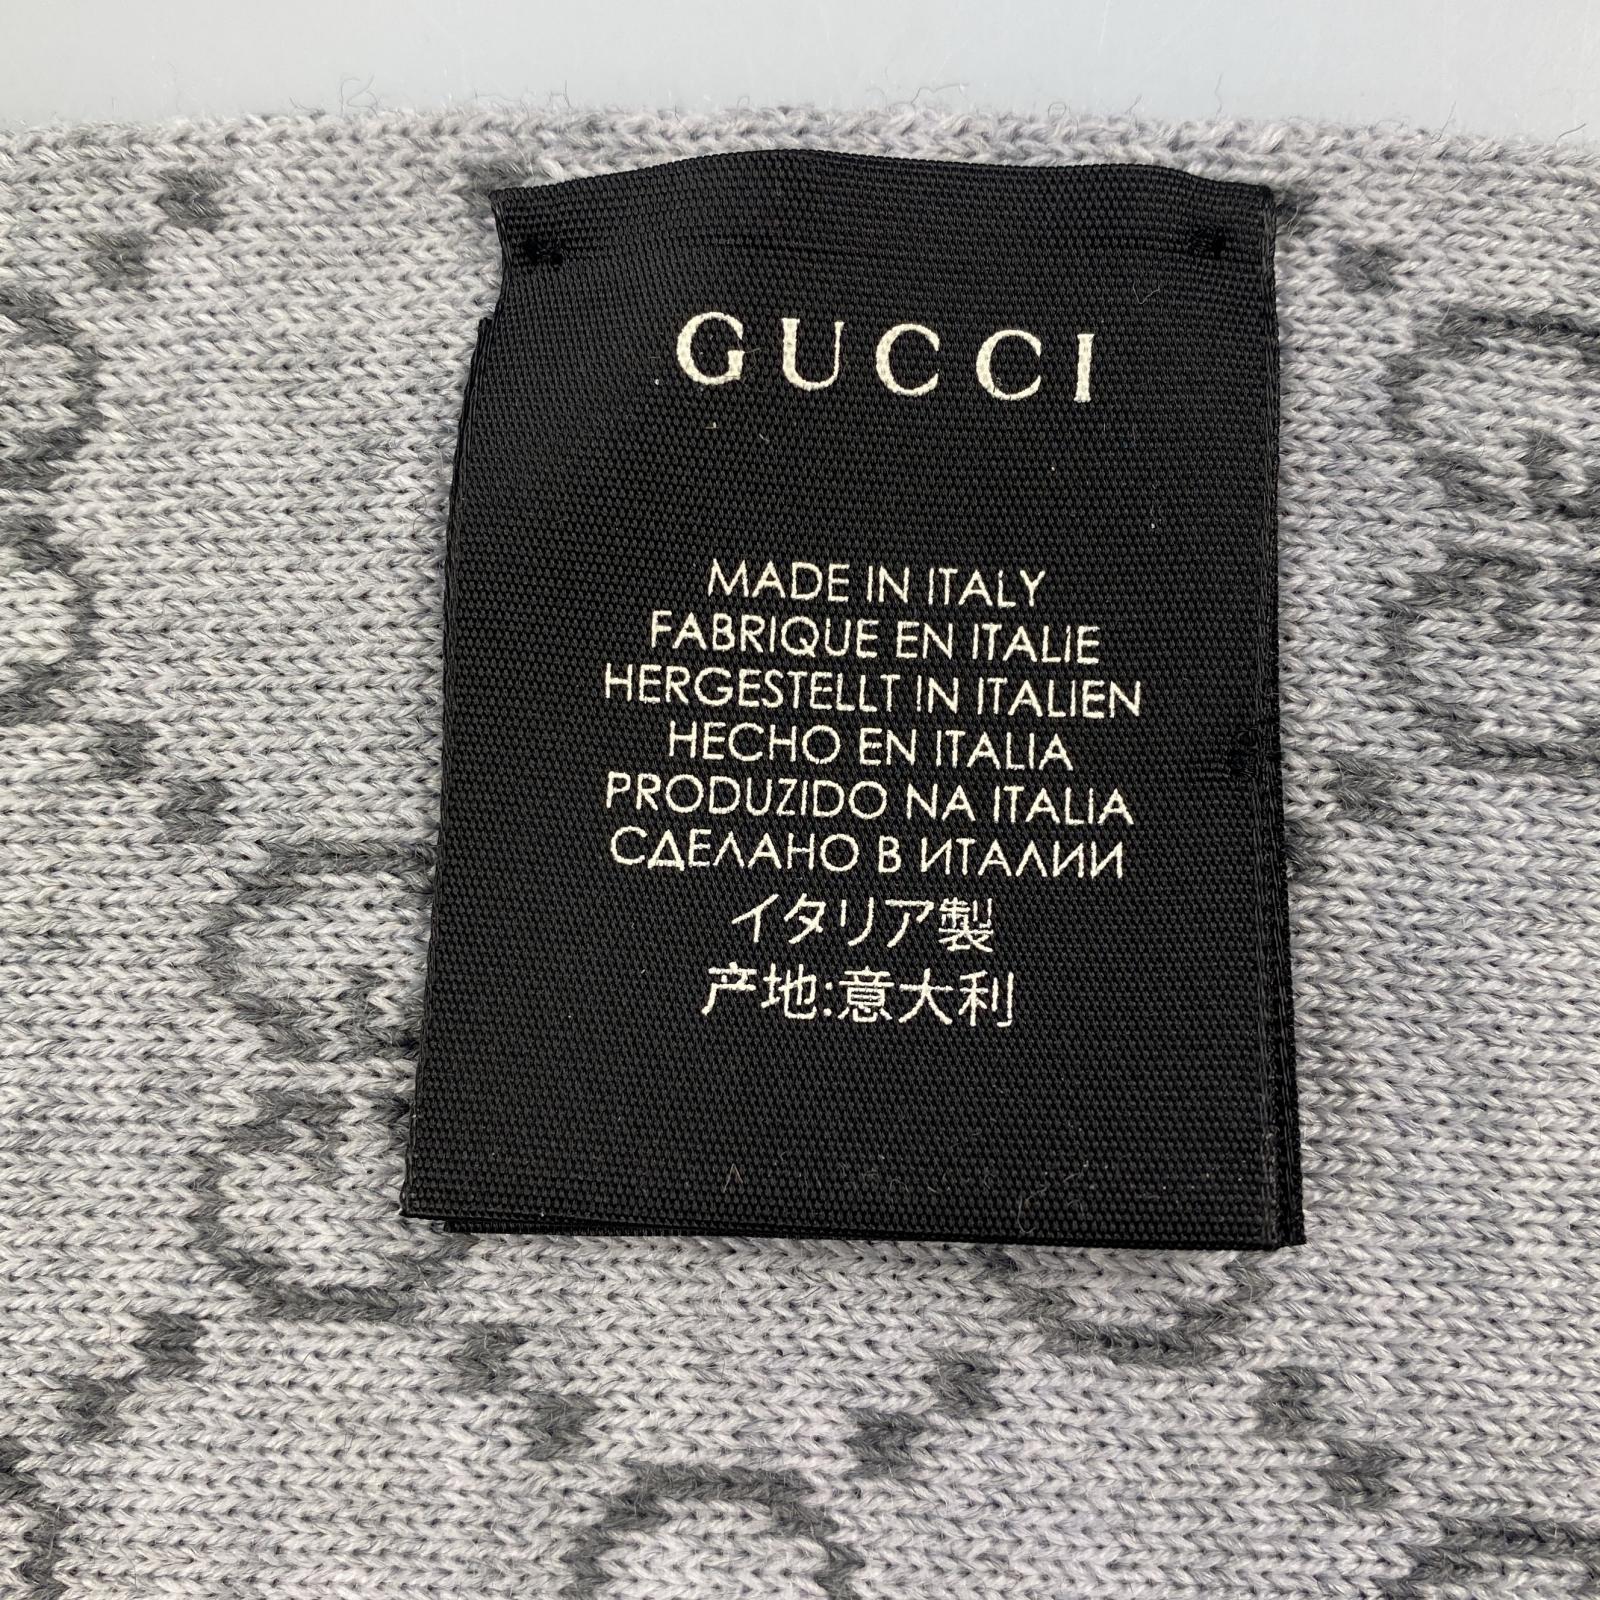 GUCCI
MADE IN ITALY
FABRIQUE EN ITALIE
HERGESTELLT IN ITALIEN
HECHO EN ITALIA
PRODUZIDO NA ITALIA
СДЕЛАНО В ИТАЛИИ
イタリア製
产地:意大利